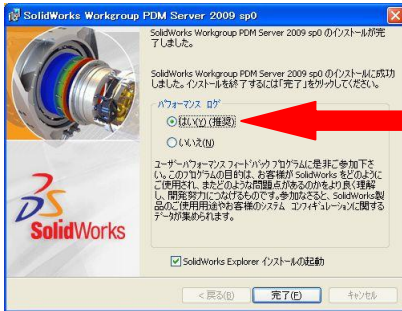 SolidWorks Workgroup PDM Server 2009 sp0
SolidWorks Workgroup PDM Server 2009 sp0 のインストールが完
了しました。
SolidWorks Workgroup PDM Server 2009 sp0 のインストールに成功
しました。インストールを終了するには「完了」をクリックしてください。
パフォーマンス ログ
はい(Y) (推奨)
いいえ(N)
ユーザーパフォーマンスフィードバックプログラムに是非ご参加下さ
い。このプログラムの目的は、お客様が SolidWorks をどのように
ご使用され、またどのような問題点があるのかをより良く理解
し、開発努力につなげるものです。参加なさると、SolidWorks製
品のご使用用途やお客様のシステム コンフィギュレーションに関する
データが集められます。
SolidWorks
SolidWorks Explorer インストールの起動
< 戻る(B)
完了(F)
キャンセル